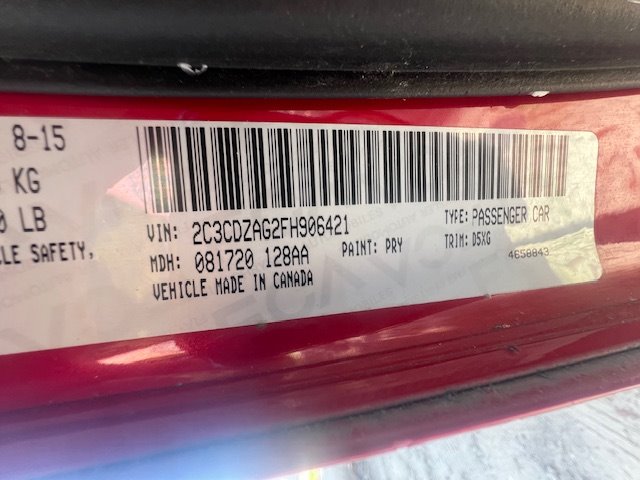 8-15
KG
LB
SAFETY,
VIN: 2C3CDZAG2FH906421
TYPE: PASSENGER CAR
MDH: 081720 128AA
PAINT: PRY
TRIM: D5XG
VEHICLE MADE IN CANADA
4658843